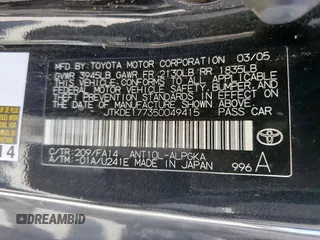 MFD. BY TOYOTA MOTOR CORPORATION 03/05
GVWR 3945LB GAWR FR 2130LB RR 1835LB
THIS VEHICLE CONFORMS TO ALL APPLICABLE
FEDERAL MOTOR VEHICLE SAFETY, BUMPER, AND
THEFT PREVENTION STANDARDS IN EFFECT ON
THE DATE OF MANUFACTURE SHOWN ABOVE.
JTKDE177350049415 PASS CAR
C/TR: 209/FA14 ANT10L-ALPGKA
A/TM: -01A/U241E MADE IN JAPAN
996 A
14
DREAMBID